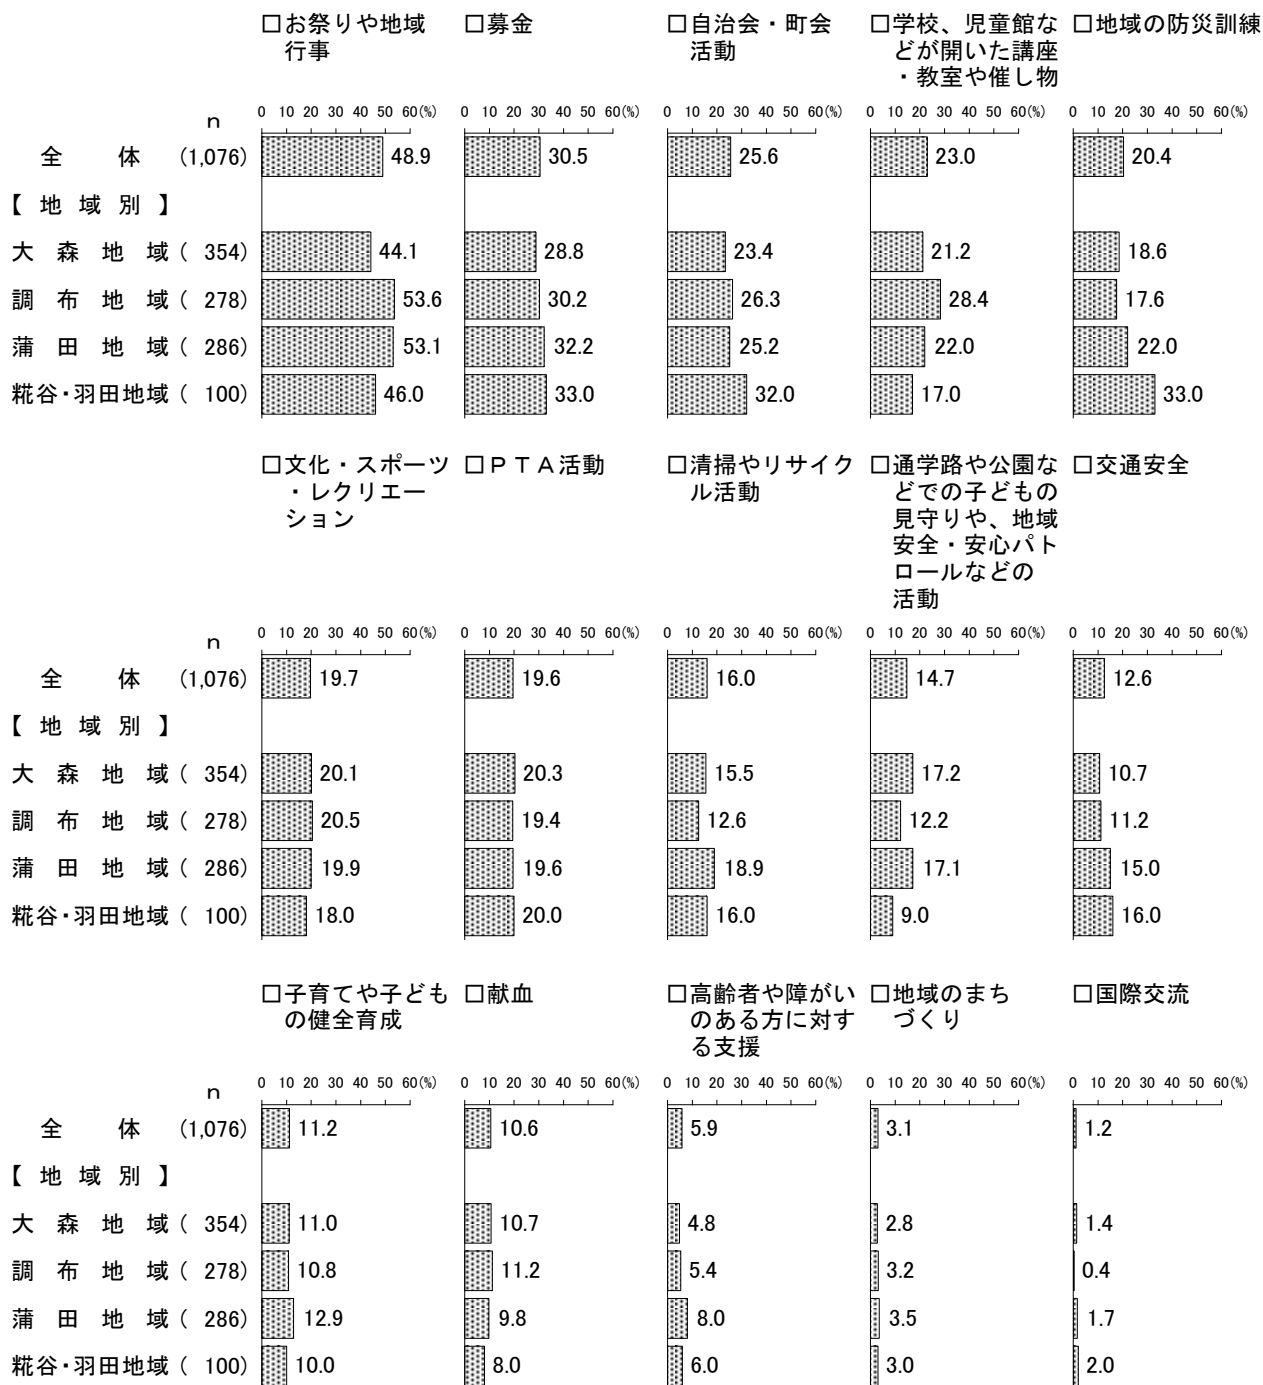 □お祭りや地域
行事
□募金
□自治会・町会
活動
□学校、児童館な
どが開いた講座
・教室や催し物
□地域の防災訓練
0 10 20 30 40 50 60(%) 0 10 20 30 40 50 60(%) 0 10 20 30 40 50 60(%) 0 10 20 30 40 50 60(%) 0 10 20 30 40 50 60(%)
n
全体 (1,076) 48.9 30.5 25.6 23.0 20.4
【地域別】
大森地域( 354) 44.1 28.8 23.4 21.2 18.6
調布地域( 278) 53.6 30.2 26.3 28.4 17.6
蒲田地域( 286) 53.1 32.2 25.2 22.0 22.0
糀谷・羽田地域( 100) 46.0 33.0 32.0 17.0 33.0
□文化・スポーツ
・レクリエー
ション
□PTA活動
□清掃やリサイク
ル活動
□通学路や公園な
どでの子どもの
見守りや、地域
安全・安心パト
ロールなどの
活動
□交通安全
0 10 20 30 40 50 60(%) 0 10 20 30 40 50 60(%) 0 10 20 30 40 50 60(%) 0 10 20 30 40 50 60(%) 0 10 20 30 40 50 60(%)
n
全体 (1,076) 19.7 19.6 16.0 14.7 12.6
【地域別】
大森地域( 354) 20.1 20.3 15.5 17.2 10.7
調布地域( 278) 20.5 19.4 12.6 12.2 11.2
蒲田地域( 286) 19.9 19.6 18.9 17.1 15.0
糀谷・羽田地域( 100) 18.0 20.0 16.0 9.0 16.0
□子育てや子ども
の健全育成
□献血
□高齢者や障がい
のある方に対す
る支援
□地域のまち
づくり
□国際交流
0 10 20 30 40 50 60(%) 0 10 20 30 40 50 60(%) 0 10 20 30 40 50 60(%) 0 10 20 30 40 50 60(%) 0 10 20 30 40 50 60(%)
n
全体 (1,076) 11.2 10.6 5.9 3.1 1.2
【地域別】
大森地域( 354) 11.0 10.7 4.8 2.8 1.4
調布地域( 278) 10.8 11.2 5.4 3.2 0.4
蒲田地域( 286) 12.9 9.8 8.0 3.5 1.7
糀谷・羽田地域( 100) 10.0 8.0 6.0 3.0 2.0